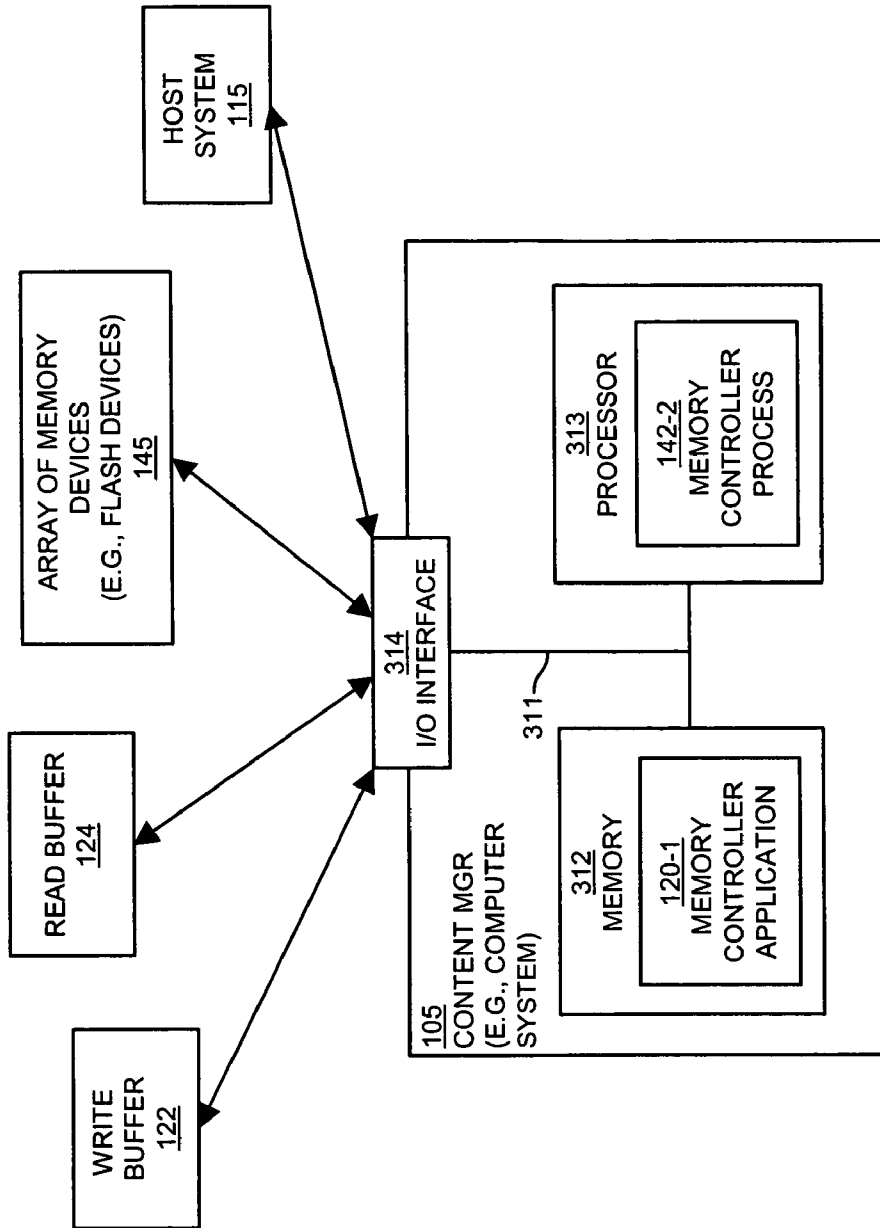 WRITE
BUFFER
122
READ BUFFER
124
ARRAY OF MEMORY
DEVICES
(E.G., FLASH DEVICES)
145
HOST
SYSTEM
115
314
I/O INTERFACE
105
CONTENT MGR
(E.G., COMPUTER
SYSTEM)
311
312
MEMORY
120-1
MEMORY
CONTROLLER
APPLICATION
313
PROCESSOR
142-2
MEMORY
CONTROLLER
PROCESS